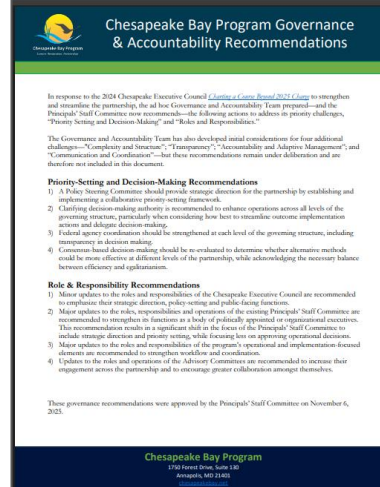 Chesapeake Bay Program Governance
& Accountability Recommendations
Chesapeake Bay Program
In response to the 2024 Chesapeake Executive Council Charting a Course Beyond 2025 Charge to strengthen
and streamline the partnership, the ad hoc Governance and Accountability Team prepared—and the
Principals' Staff Committee now recommends—the following actions to address its priority challenges,
"Priority Setting and Decision-Making" and "Roles and Responsibilities."
The Governance and Accountability Team has also developed initial considerations for four additional
challenges—"Complexity and Structure"; "Transparency"; "Accountability and Adaptive Management"; and
"Communication and Coordination"—but these recommendations remain under deliberation and are
therefore not included in this document.
Priority-Setting and Decision-Making Recommendations
1) A Policy Steering Committee should provide strategic direction for the partnership by establishing and
implementing a collaborative priority-setting framework.
2) Clarifying decision-making authority is recommended to enhance operations across all levels of the
governing structure, particularly when considering how best to streamline outcome implementation
actions and delegate decision-making.
3) Federal agency coordination should be strengthened at each level of the governing structure, including
transparency in decision making.
4) Consensus-based decision-making should be re-evaluated to determine whether alternative methods
could be more effective at different levels of the partnership, while acknowledging the necessary balance
between efficiency and egalitarianism.
Role & Responsibility Recommendations
1) Minor updates to the roles and responsibilities of the Chesapeake Executive Council are recommended
to emphasize their strategic direction, policy-setting and public-facing functions.
2) Major updates to the roles, responsibilities and operations of the existing Principals' Staff Committee are
recommended to strengthen its functions as a body of politically appointed or organizational executives.
This recommendation results in a significant shift in the focus of the Principals' Staff Committee to
include strategic direction and priority setting, while focusing less on approving operational decisions.
3) Major updates to the roles and responsibilities of the program's operational and implementation-focused
elements are recommended to strengthen workflow and coordination.
4) Updates to the roles and operations of the Advisory Committees are recommended to increase their
engagement across the partnership and to encourage greater collaboration amongst themselves.
These governance recommendations were approved by the Principals' Staff Committee on November 6,
2025.
Chesapeake Bay Program
1750 Forest Drive, Suite 130
Annapolis, MD 21401